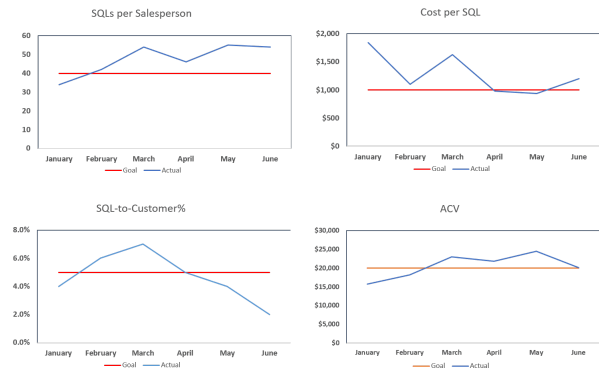 SQLs per Salesperson
60
50
40
30
20
10
0
January February March April May June
Goal Actual
Cost per SQL
$2,000
$1,500
$1,000
$500
$0
January February March April May June
Goal Actual
SQL-to-Customer%
8.0%
6.0%
4.0%
2.0%
0.0%
January February March April May June
Goal Actual
ACV
$30,000
$25,000
$20,000
$15,000
$10,000
$5,000
$0
January February March April May June
Goal Actual